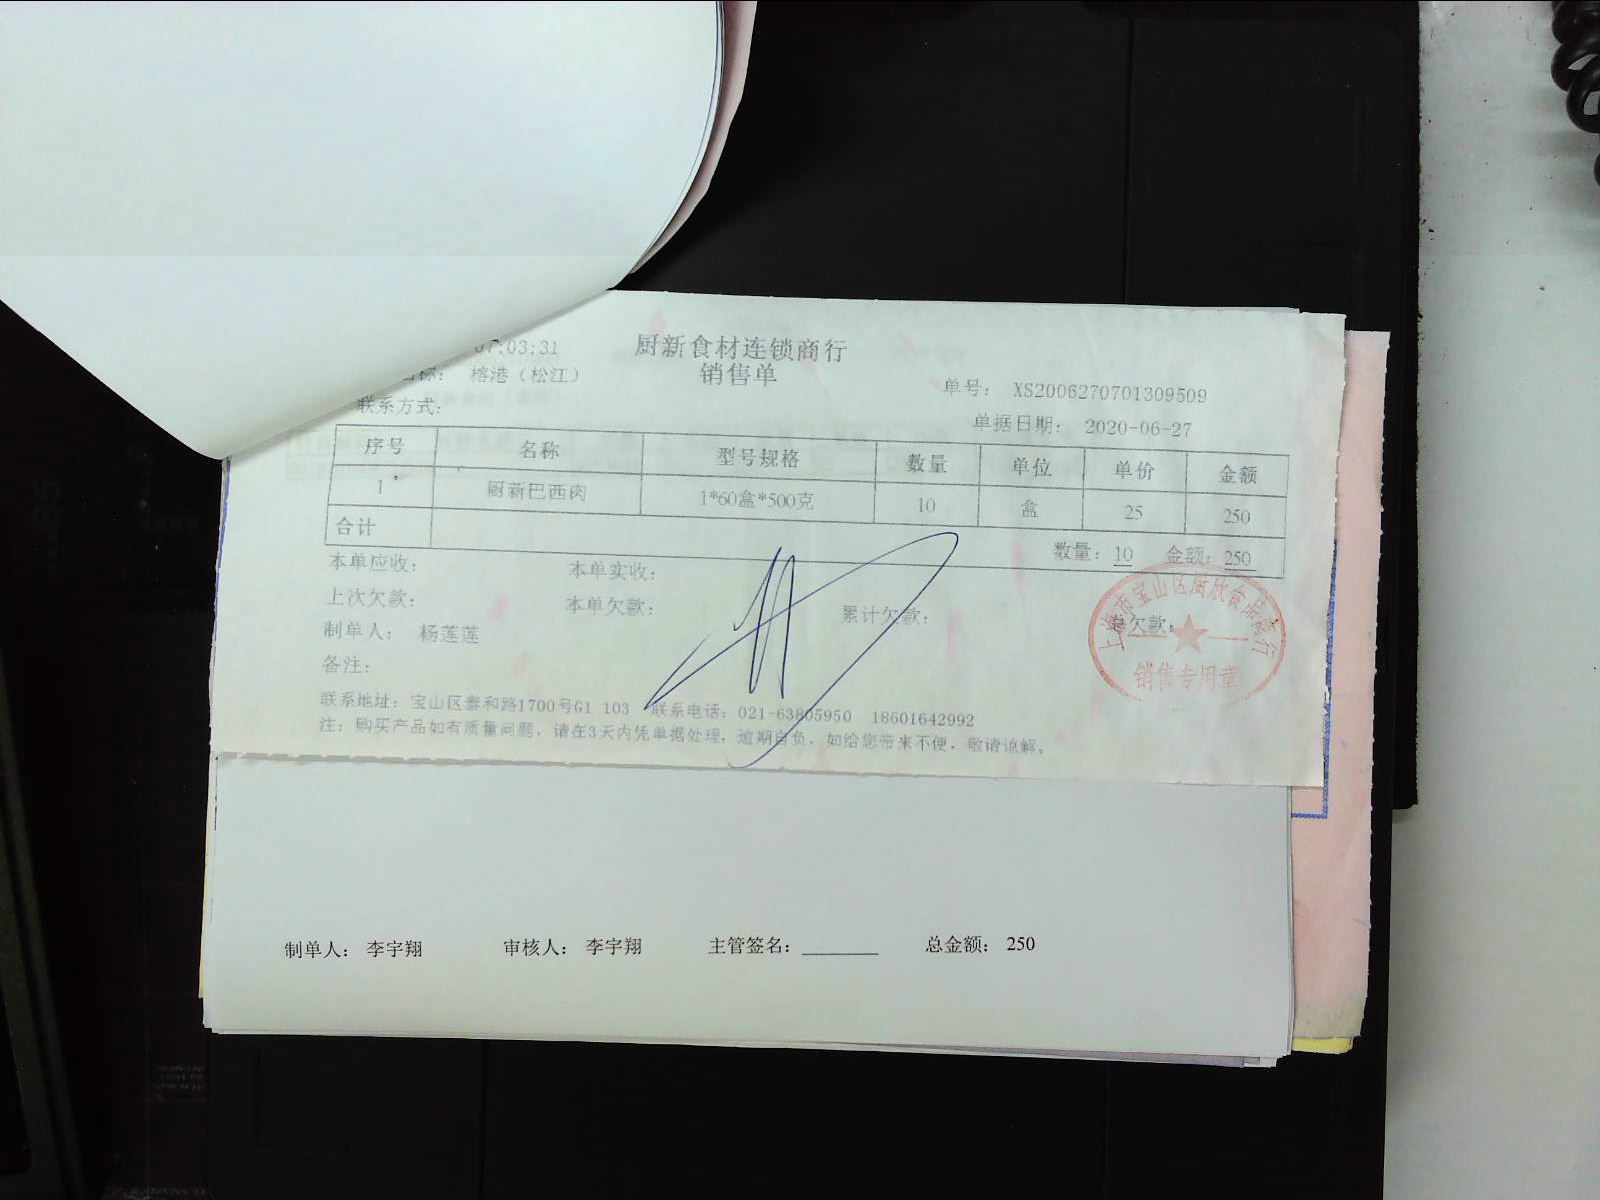 07:03:31
厨新食材连锁商行
销售单
名称： 榕港（松江）
单号： XS2006270701309509
联系方式：
单据日期： 2020-06-27
序号 名称 型号规格 数量 单位 单价 金额
1 厨新巴西肉 1*60盒*500克 10 盒 25 250
合计 数量：10 金额：250
本单应收： 本单实收：
上次欠款： 本单欠款： 累计欠款： 欠款：
制单人： 杨莲莲
备注：
上海市宝山区厨欣食品商行
销售专用章
联系地址：宝山区泰和路1700号G1 103 联系电话：021-63805950 18601642992
注：购买产品如有质量问题，请在3天内凭单据处理，逾期自负，如给您带来不便，敬请谅解。
制单人： 李宇翔 审核人： 李宇翔 主管签名： 总金额： 250